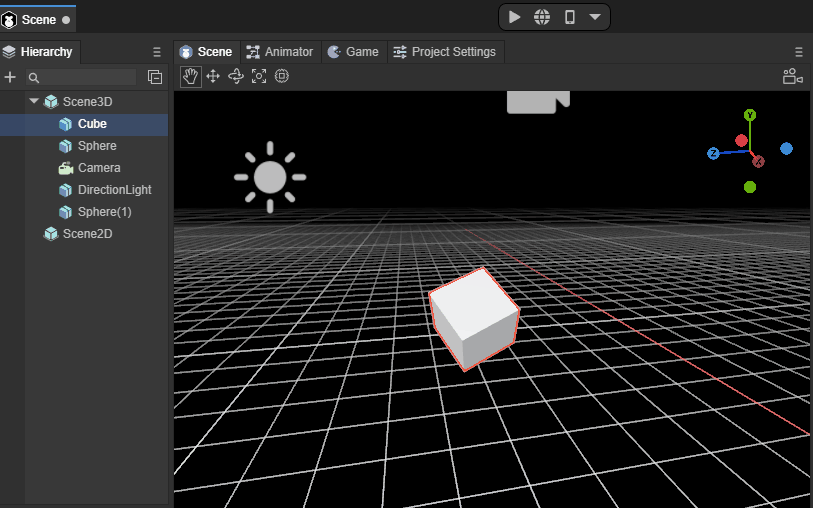 Scene
Hierarchy
Scene Animator Game Project Settings
Scene3D
Cube
Sphere
Camera
DirectionLight
Sphere(1)
Scene2D
Y
Z
X